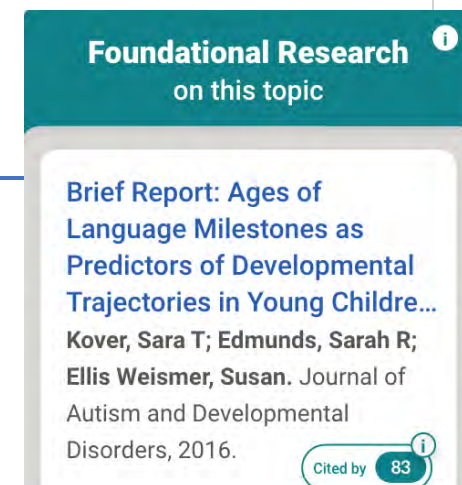 Foundational Research
i
on this topic
Brief Report: Ages of
Language Milestones as
Predictors of Developmental
Trajectories in Young Childre...
Kover, Sara T; Edmunds, Sarah R;
Ellis Weismer, Susan. Journal of
Autism and Developmental
Disorders, 2016.
i
Cited by 83